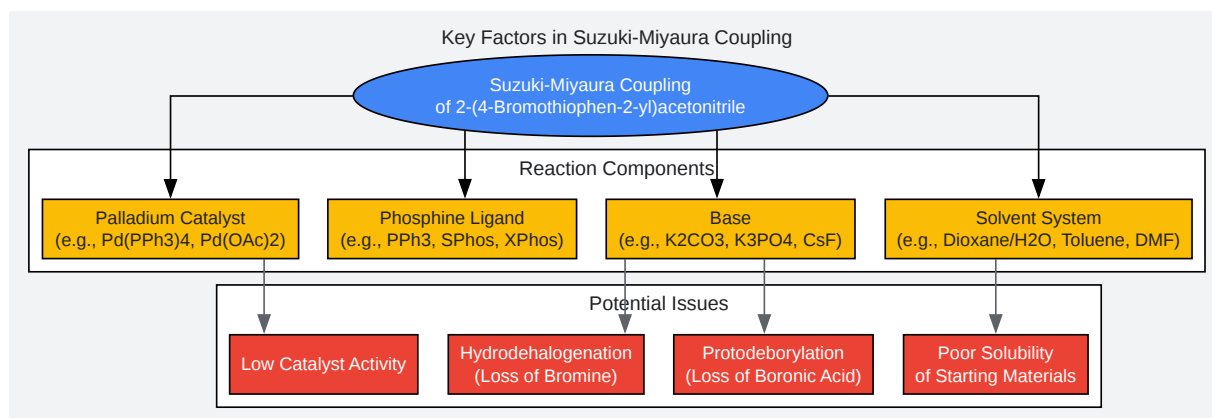 Key Factors in Suzuki-Miyaura Coupling
Suzuki-Miyaura Coupling
of 2-(4-Bromothiophen-2-yl)acetonitrile
Reaction Components
Palladium Catalyst
(e.g., Pd(PPh3)4, Pd(OAc)2)
Phosphine Ligand
(e.g., PPh3, SPhos, XPhos)
Base
(e.g., K2CO3, K3PO4, CsF)
Solvent System
(e.g., Dioxane/H2O, Toluene, DMF)
Potential Issues
Low Catalyst Activity
Hydrodehalogenation
(Loss of Bromine)
Protodeborylation
(Loss of Boronic Acid)
Poor Solubility
of Starting Materials